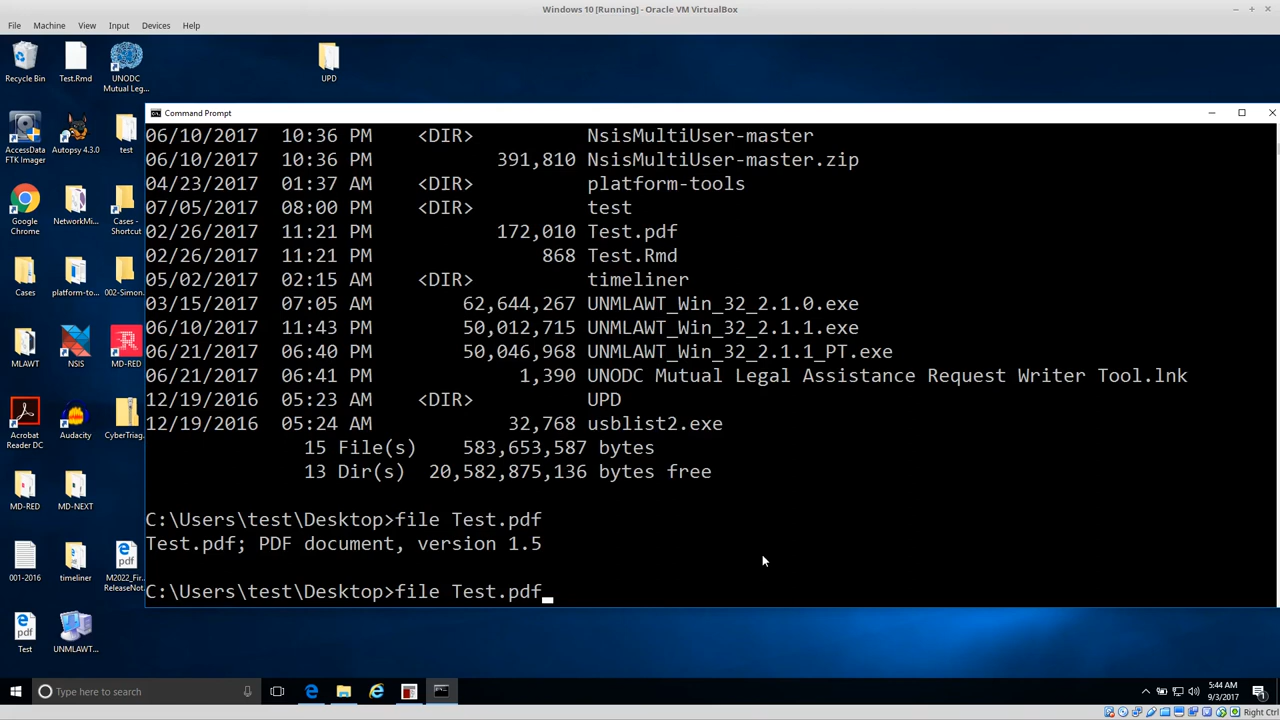 Windows 10 [Running] - Oracle VM VirtualBox
File Machine View Input Devices Help
Recycle Bin
Test.Rmd
UNODC
Mutual Leg...
UPD
AccessData
FTK Imager
Autopsy 4.3.0
test
Google
Chrome
NetworkMi...
Cases -
Shortcut
Cases
platform-to...
002-Simon...
MLAWT
NSIS
MD-RED
Acrobat
Reader DC
Audacity
CyberTriag...
MD-RED
MD-NEXT
001-2016
timeliner
M2022_Fir...
ReleaseNot...
Test
UNMLAWT...
Command Prompt
06/10/2017 10:36 PM <DIR> NsisMultiUser-master
06/10/2017 10:36 PM 391,810 NsisMultiUser-master.zip
04/23/2017 01:37 AM <DIR> platform-tools
07/05/2017 08:00 PM <DIR> test
02/26/2017 11:21 PM 172,010 Test.pdf
02/26/2017 11:21 PM 868 Test.Rmd
05/02/2017 02:15 AM <DIR> timeliner
03/15/2017 07:05 AM 62,644,267 UNMLAWT_Win_32_2.1.0.exe
06/10/2017 11:43 PM 50,012,715 UNMLAWT_Win_32_2.1.1.exe
06/21/2017 06:40 PM 50,046,968 UNMLAWT_Win_32_2.1.1_PT.exe
06/21/2017 06:41 PM 1,390 UNODC Mutual Legal Assistance Request Writer Tool.lnk
12/19/2016 05:23 AM <DIR> UPD
12/19/2016 05:24 AM 32,768 usblist2.exe
15 File(s) 583,653,587 bytes
13 Dir(s) 20,582,875,136 bytes free
C:\Users\test\Desktop>file Test.pdf
Test.pdf; PDF document, version 1.5
C:\Users\test\Desktop>file Test.pdf
Type here to search
5:44 AM
9/3/2017
Right Ctrl